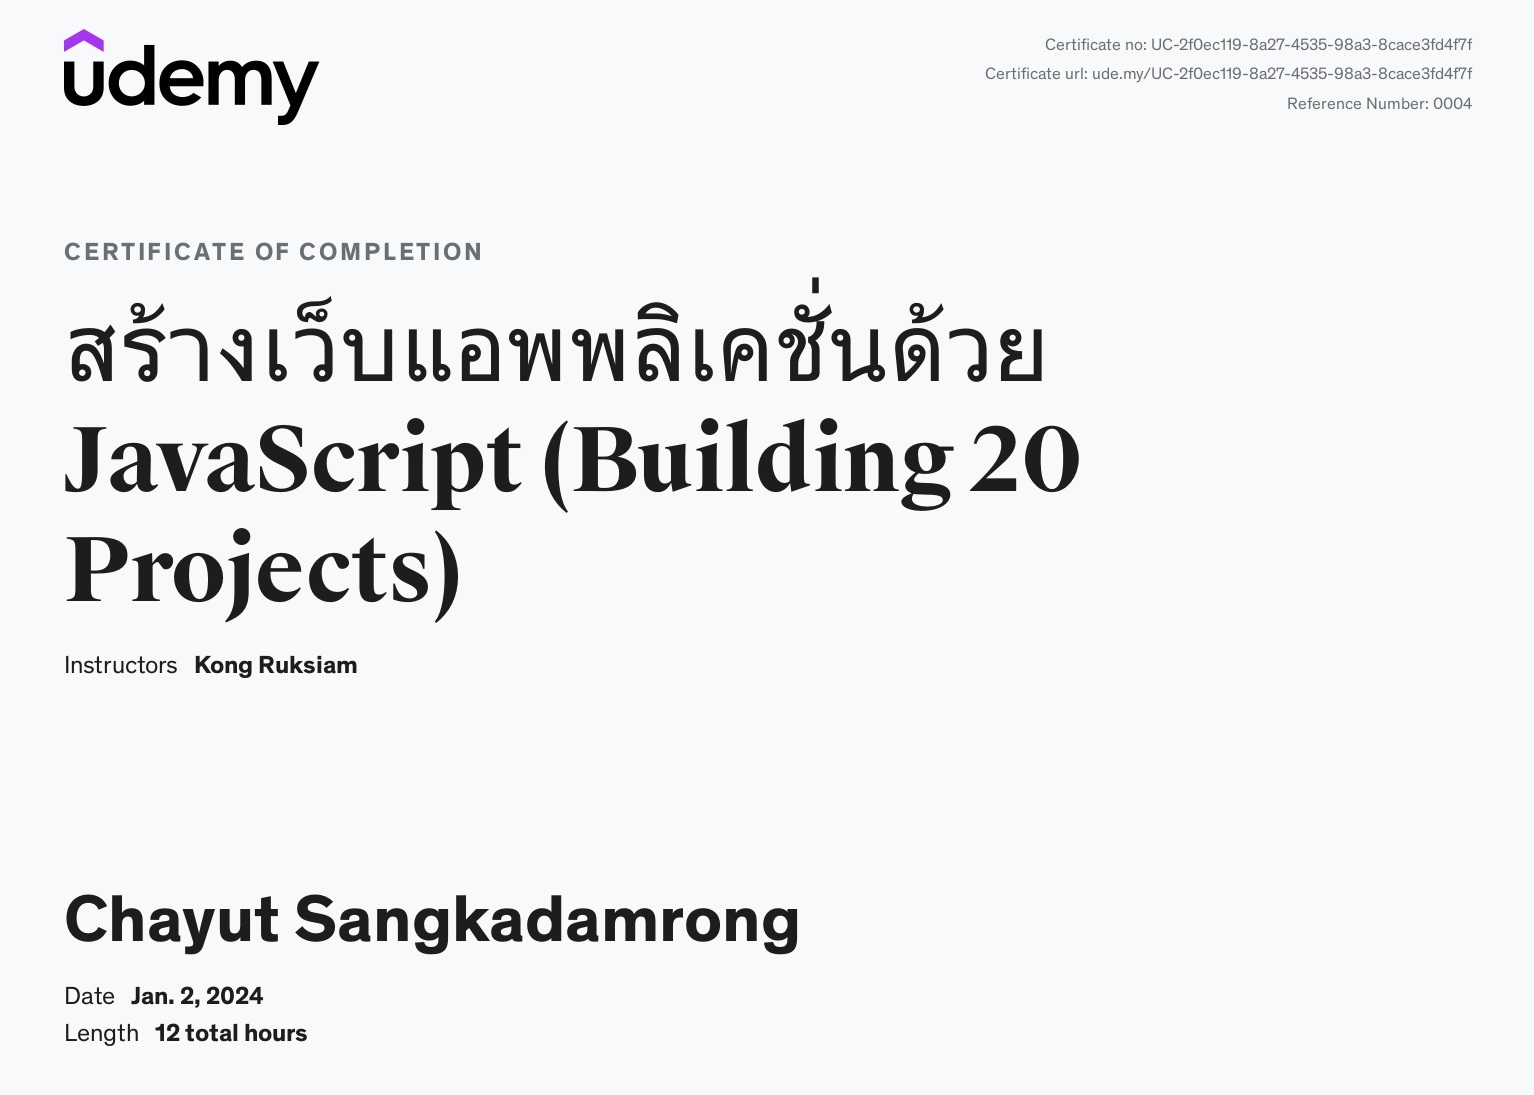 udemy
Certificate no: UC-2f0ec119-8a27-4535-98a3-8cace3fd4f7f
Certificate url: ude.my/UC-2f0ec119-8a27-4535-98a3-8cace3fd4f7f
Reference Number: 0004
CERTIFICATE OF COMPLETION
สร้างเว็บแอพพลิเคชั่นด้วย
JavaScript (Building 20
Projects)
Instructors Kong Ruksiam
Chayut Sangkadamrong
Date Jan. 2, 2024
Length 12 total hours